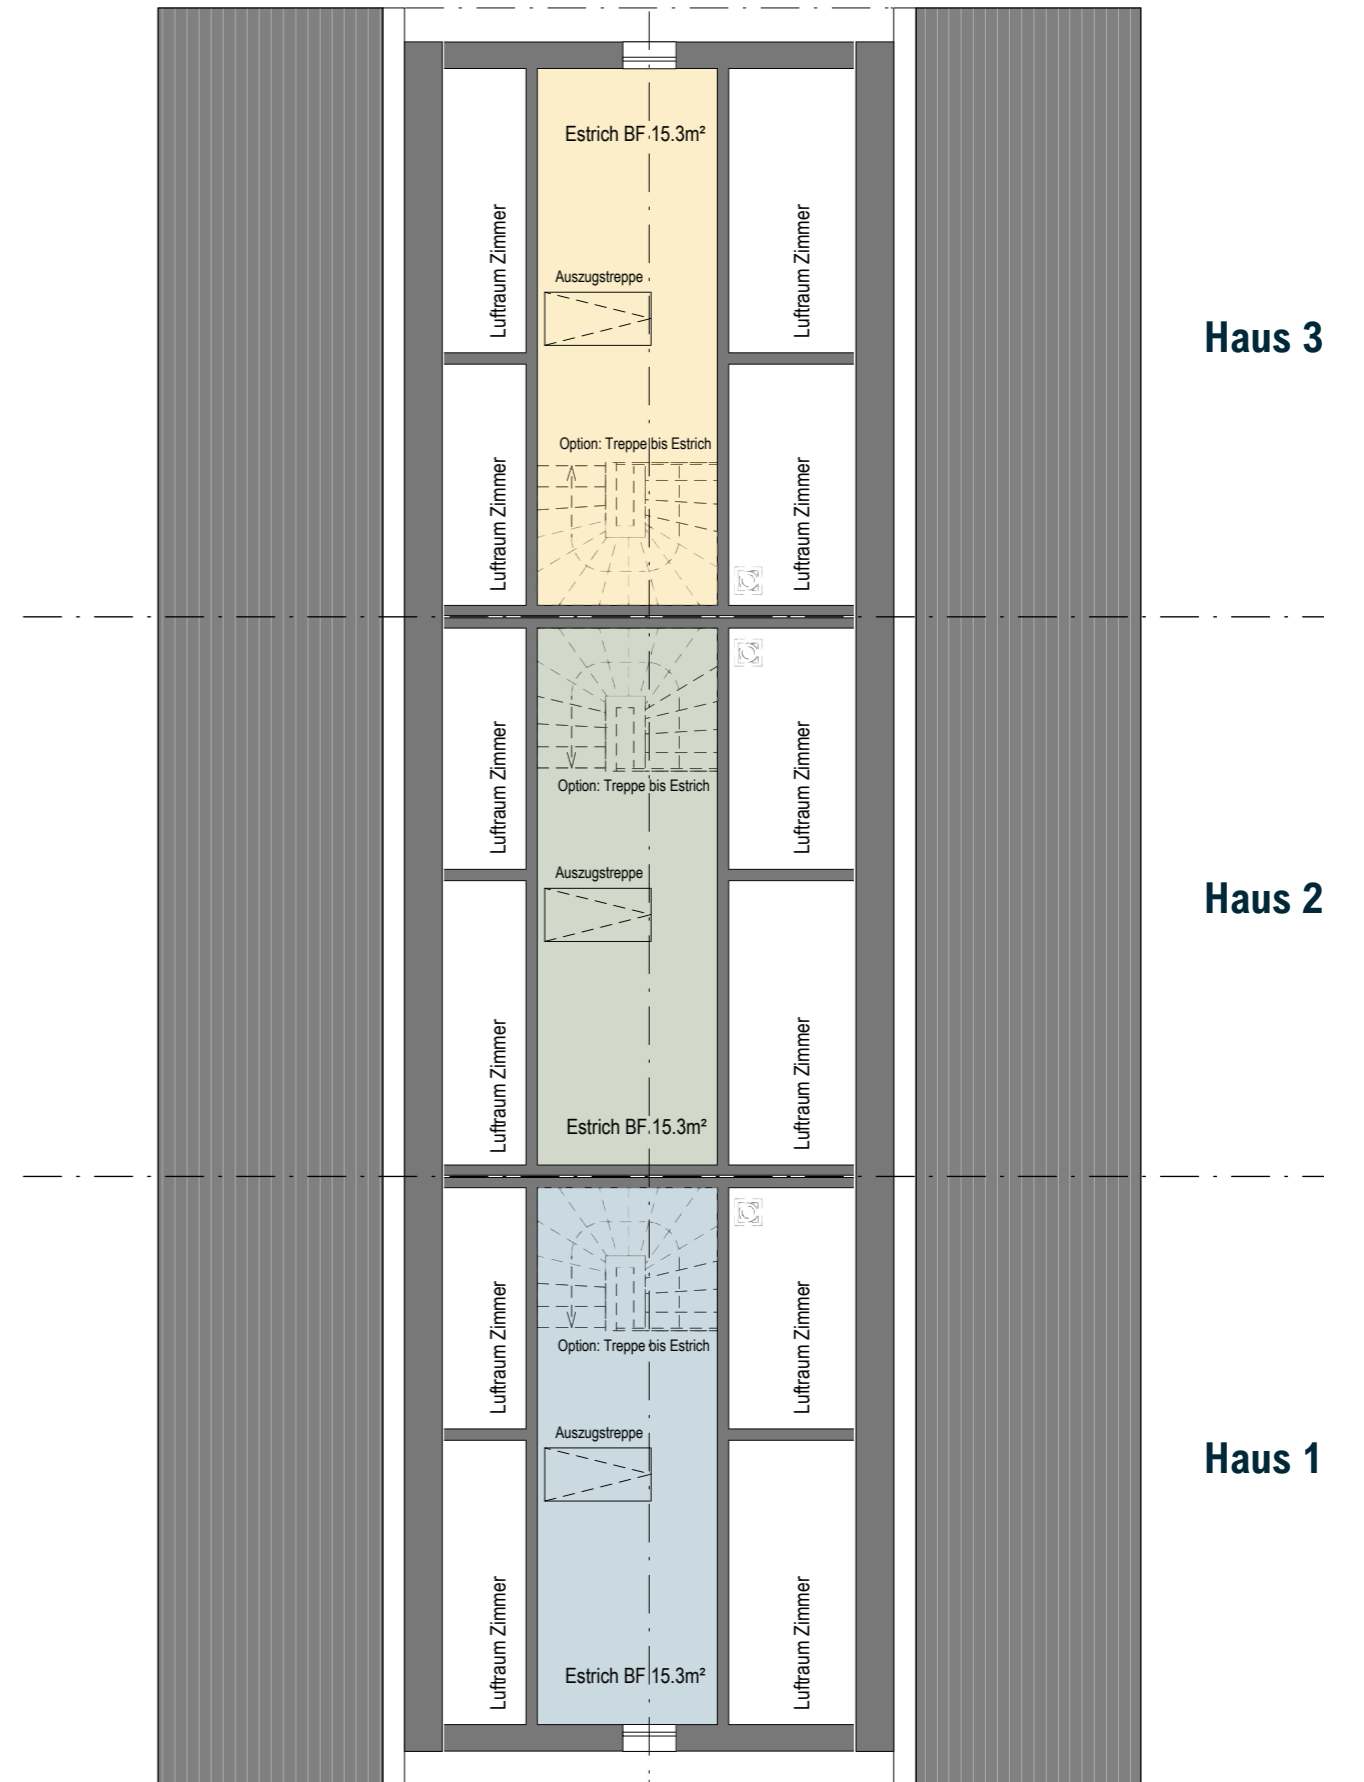 Estrich BF 15.3m²
Luftraum Zimmer
Luftraum Zimmer
Auszugstreppe
Haus 3
Option: Treppe bis Estrich
Luftraum Zimmer
Luftraum Zimmer
Luftraum Zimmer
Luftraum Zimmer
Option: Treppe bis Estrich
Auszugstreppe
Haus 2
Luftraum Zimmer
Luftraum Zimmer
Estrich BF 15.3m²
Luftraum Zimmer
Luftraum Zimmer
Option: Treppe bis Estrich
Auszugstreppe
Haus 1
Luftraum Zimmer
Luftraum Zimmer
Estrich BF 15.3m²